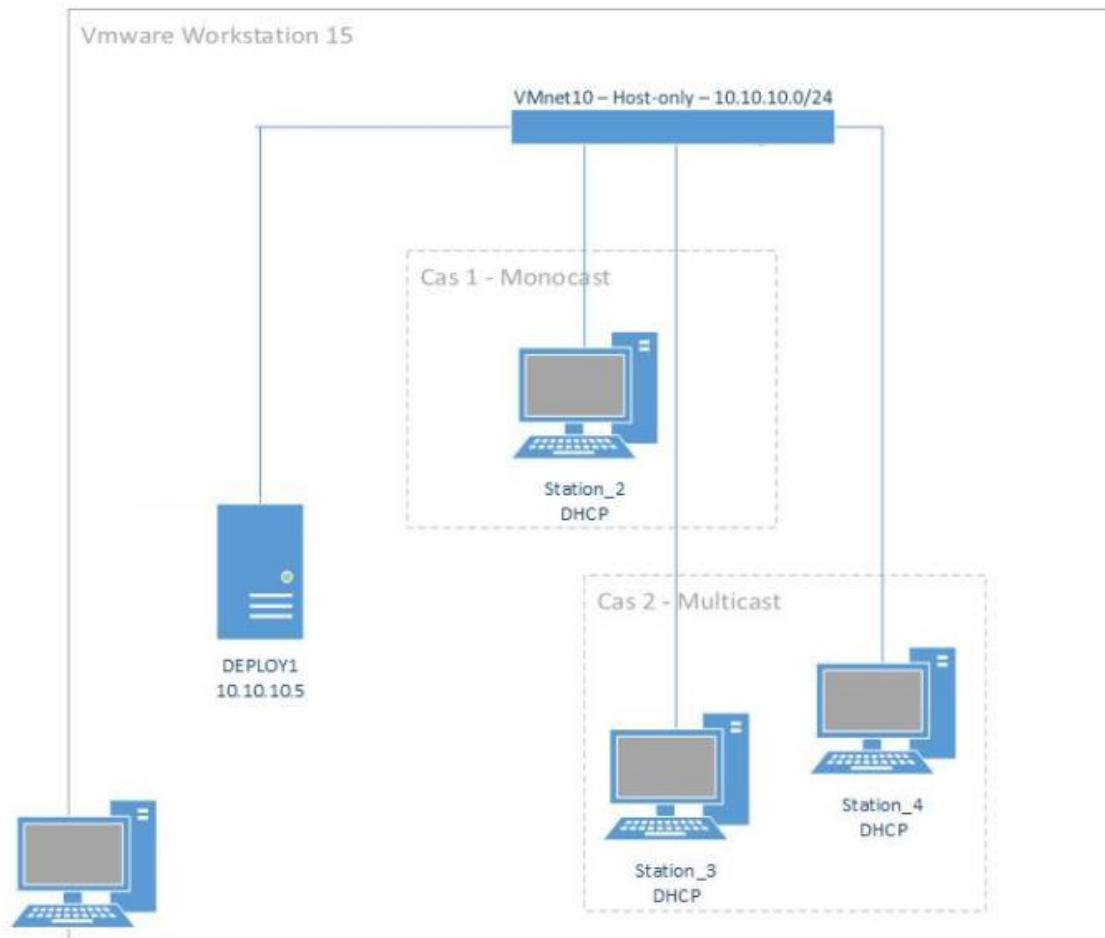 Vmware Workstation 15
VMnet10 – Host-only – 10.10.10.0/24
Cas 1 - Monocast
Station_2
DHCP
Cas 2 - Multicast
DEPLOY1
10.10.10.5
Station_4
DHCP
Station_3
DHCP